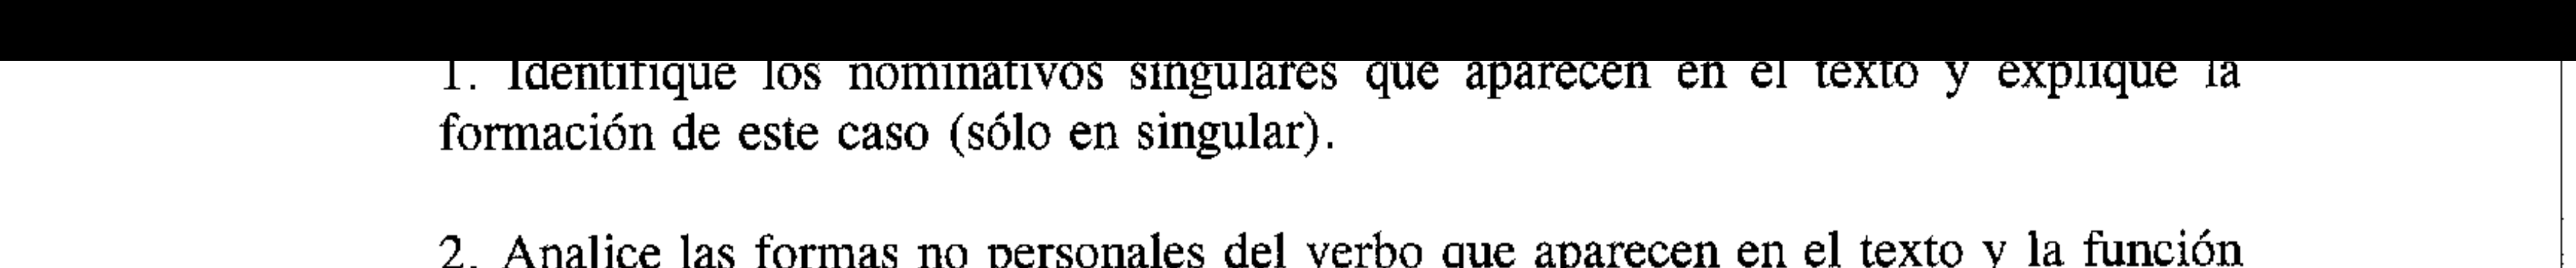 1. Identifique los nominativos singulares que aparecen en el texto y explique la
formación de este caso (sólo en singular).
2. Analice las formas no personales del verbo que aparecen en el texto y la función